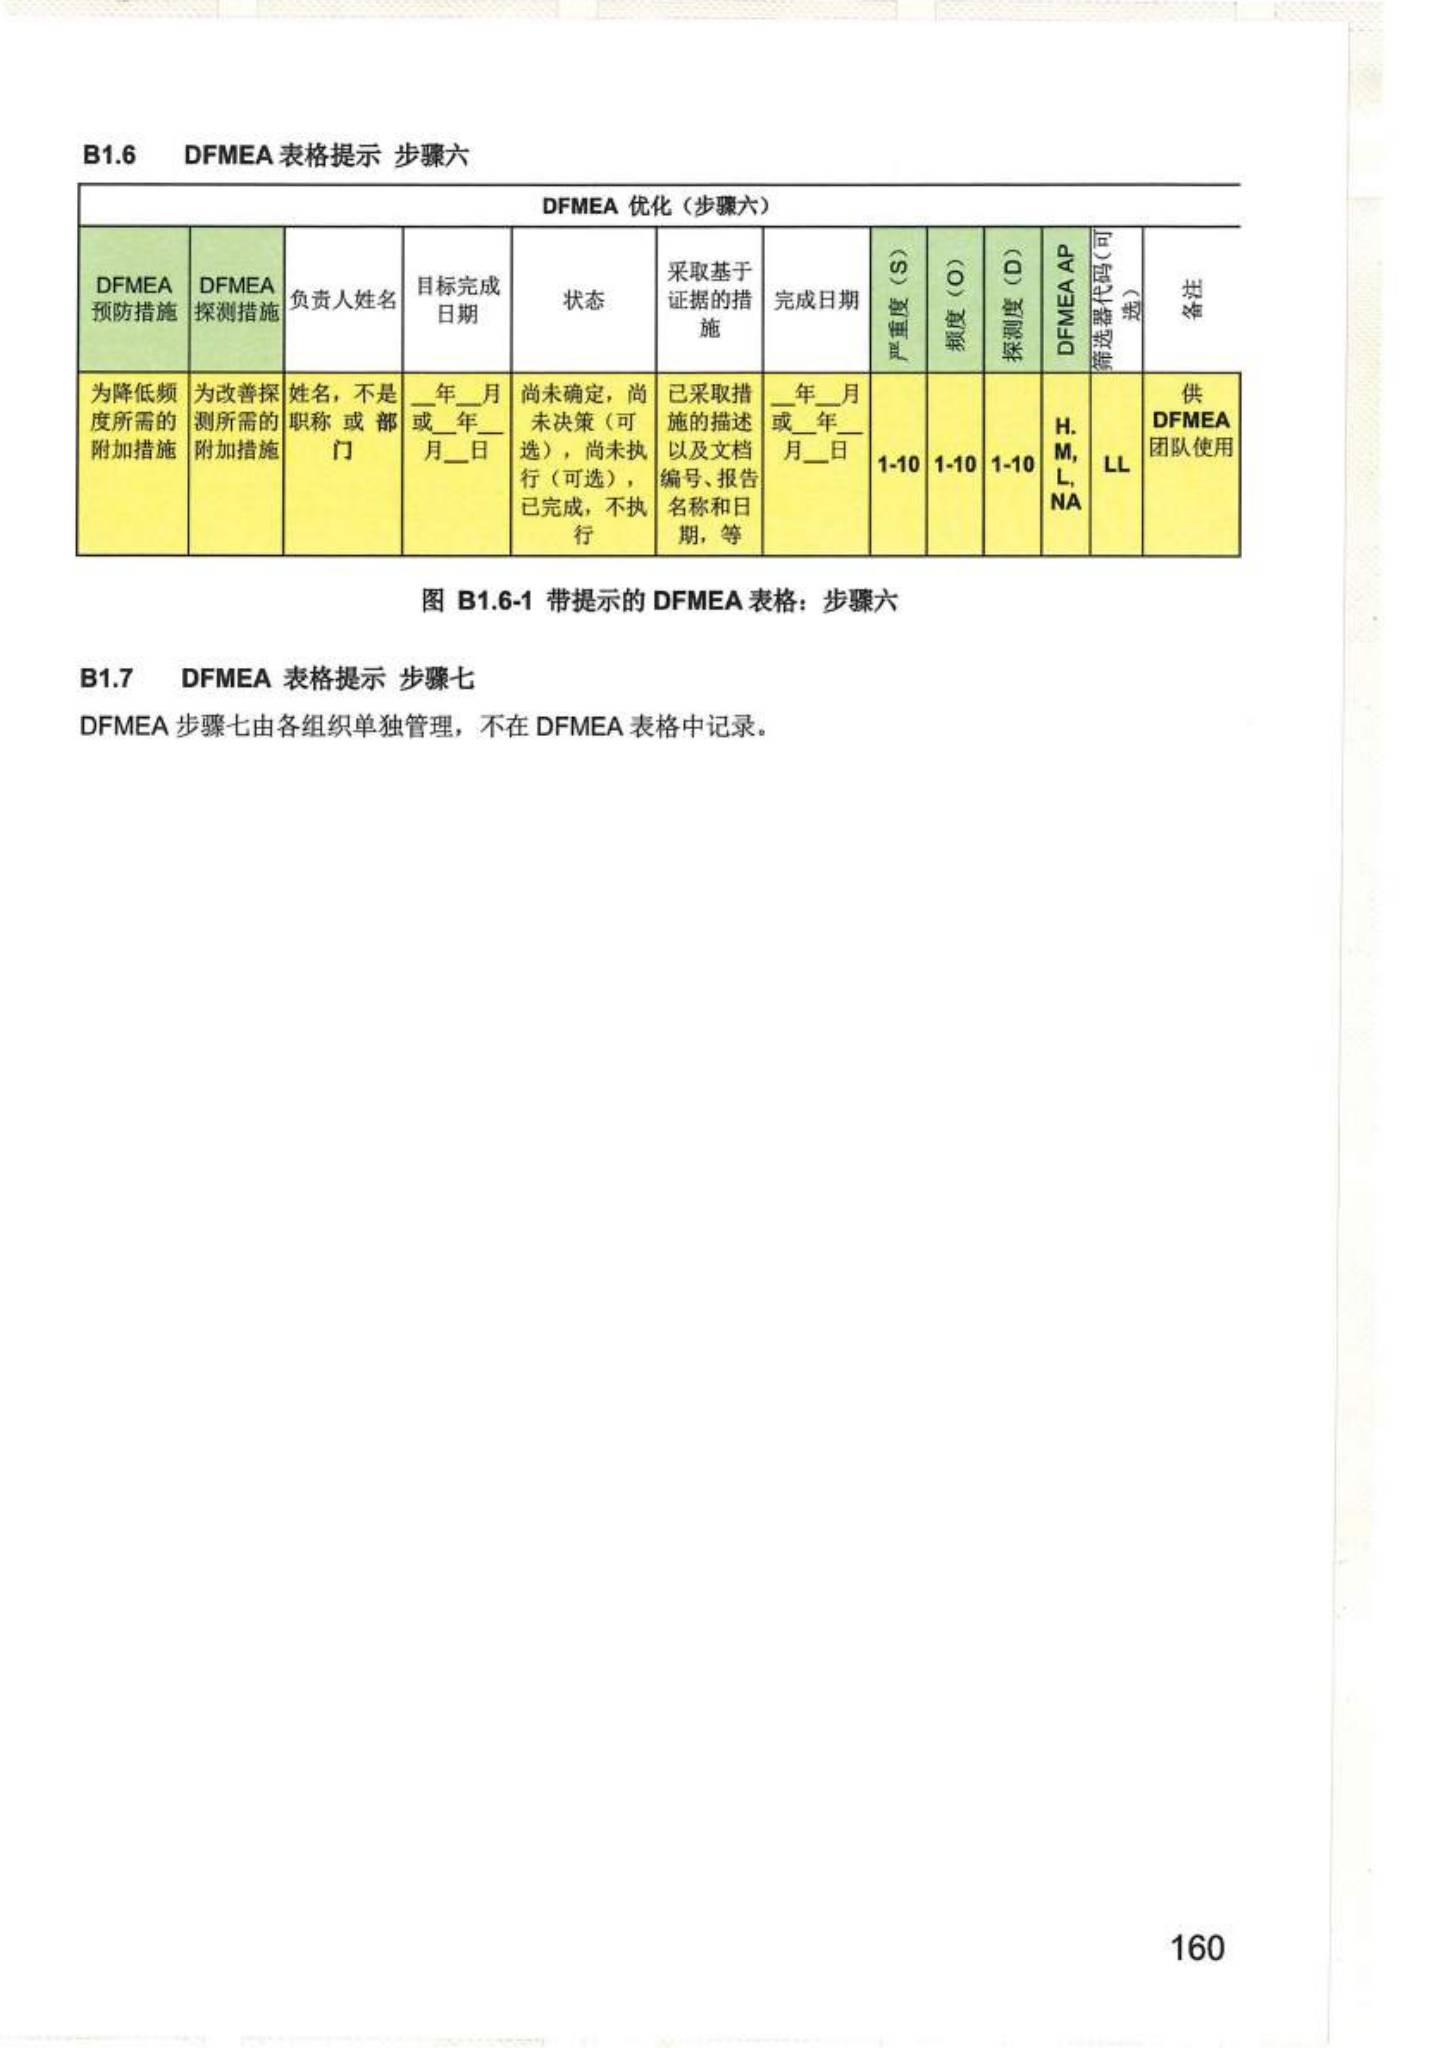 B1.6 DFMEA 表格提示 步骤六
DFMEA 优化（步骤六）
DFMEA
预防措施
DFMEA
探测措施
负责人姓名
目标完成
日期
状态
采取基于
证据的措
施
完成日期
严重度（S）
频度（O）
探测度（D）
DFMEA AP
筛选器代码（可
选）
备注
为降低频
度所需的
附加措施
为改善探
测所需的
附加措施
姓名，不是
职称 或 部
门
__年__月
或__年__
月__日
尚未确定，尚
未决策（可
选），尚未执
行（可选），
已完成，不执
行
已采取措
施的描述
以及文档
编号、报告
名称和日
期，等
__年__月
或__年__
月__日
1-10
1-10
1-10
H.
M,
L,
NA
LL
供
DFMEA
团队使用
图 B1.6-1 带提示的 DFMEA 表格：步骤六
B1.7 DFMEA 表格提示 步骤七
DFMEA 步骤七由各组织单独管理，不在 DFMEA 表格中记录。
160